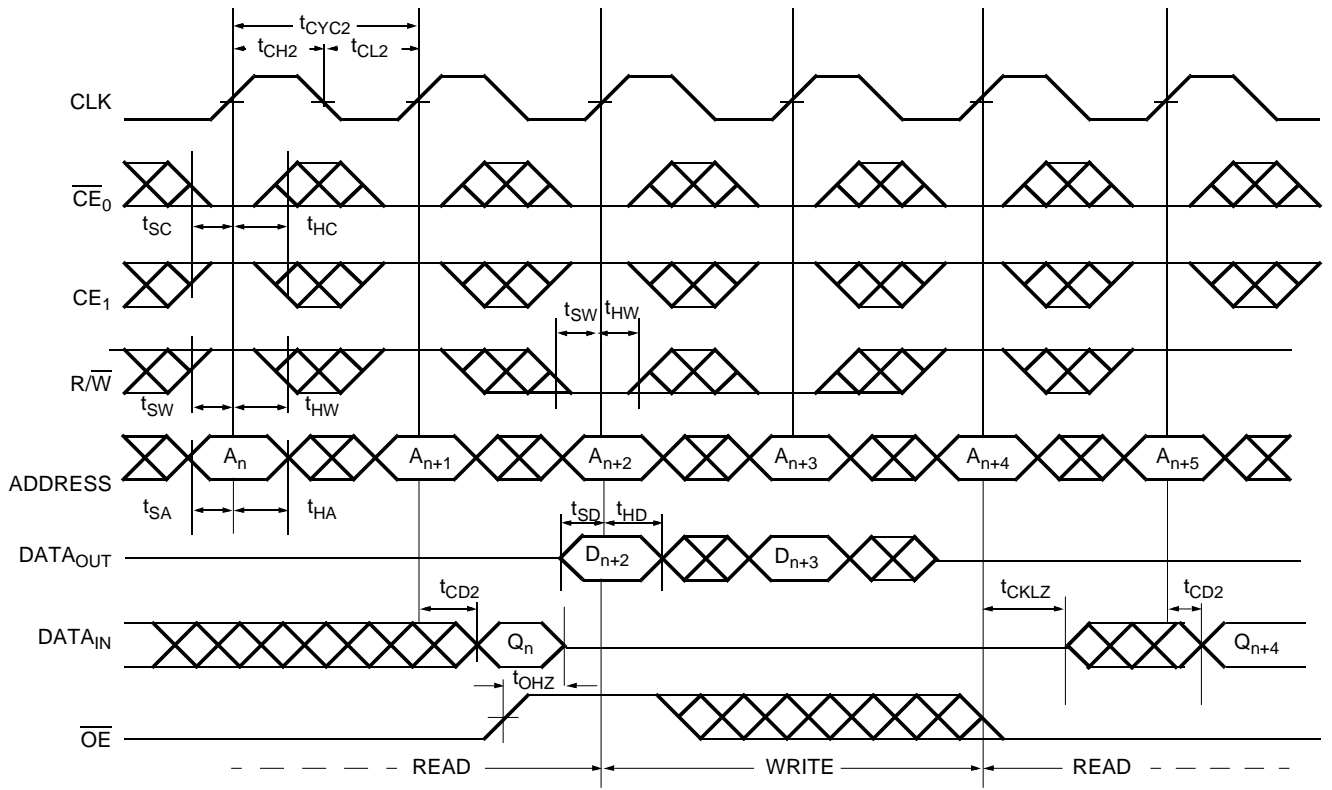 tCYC2
tCH2 tCL2
CLK
CE0
tSC tHC
CE1
tSW tHW
R/W
tSW tHW
An An+1 An+2 An+3 An+4 An+5
ADDRESS
tSA tHA
tSD tHD
DATAOUT Dn+2 Dn+3
tCD2 tCKLZ tCD2
DATAIN Qn Qn+4
tOHZ
OE
READ WRITE READ